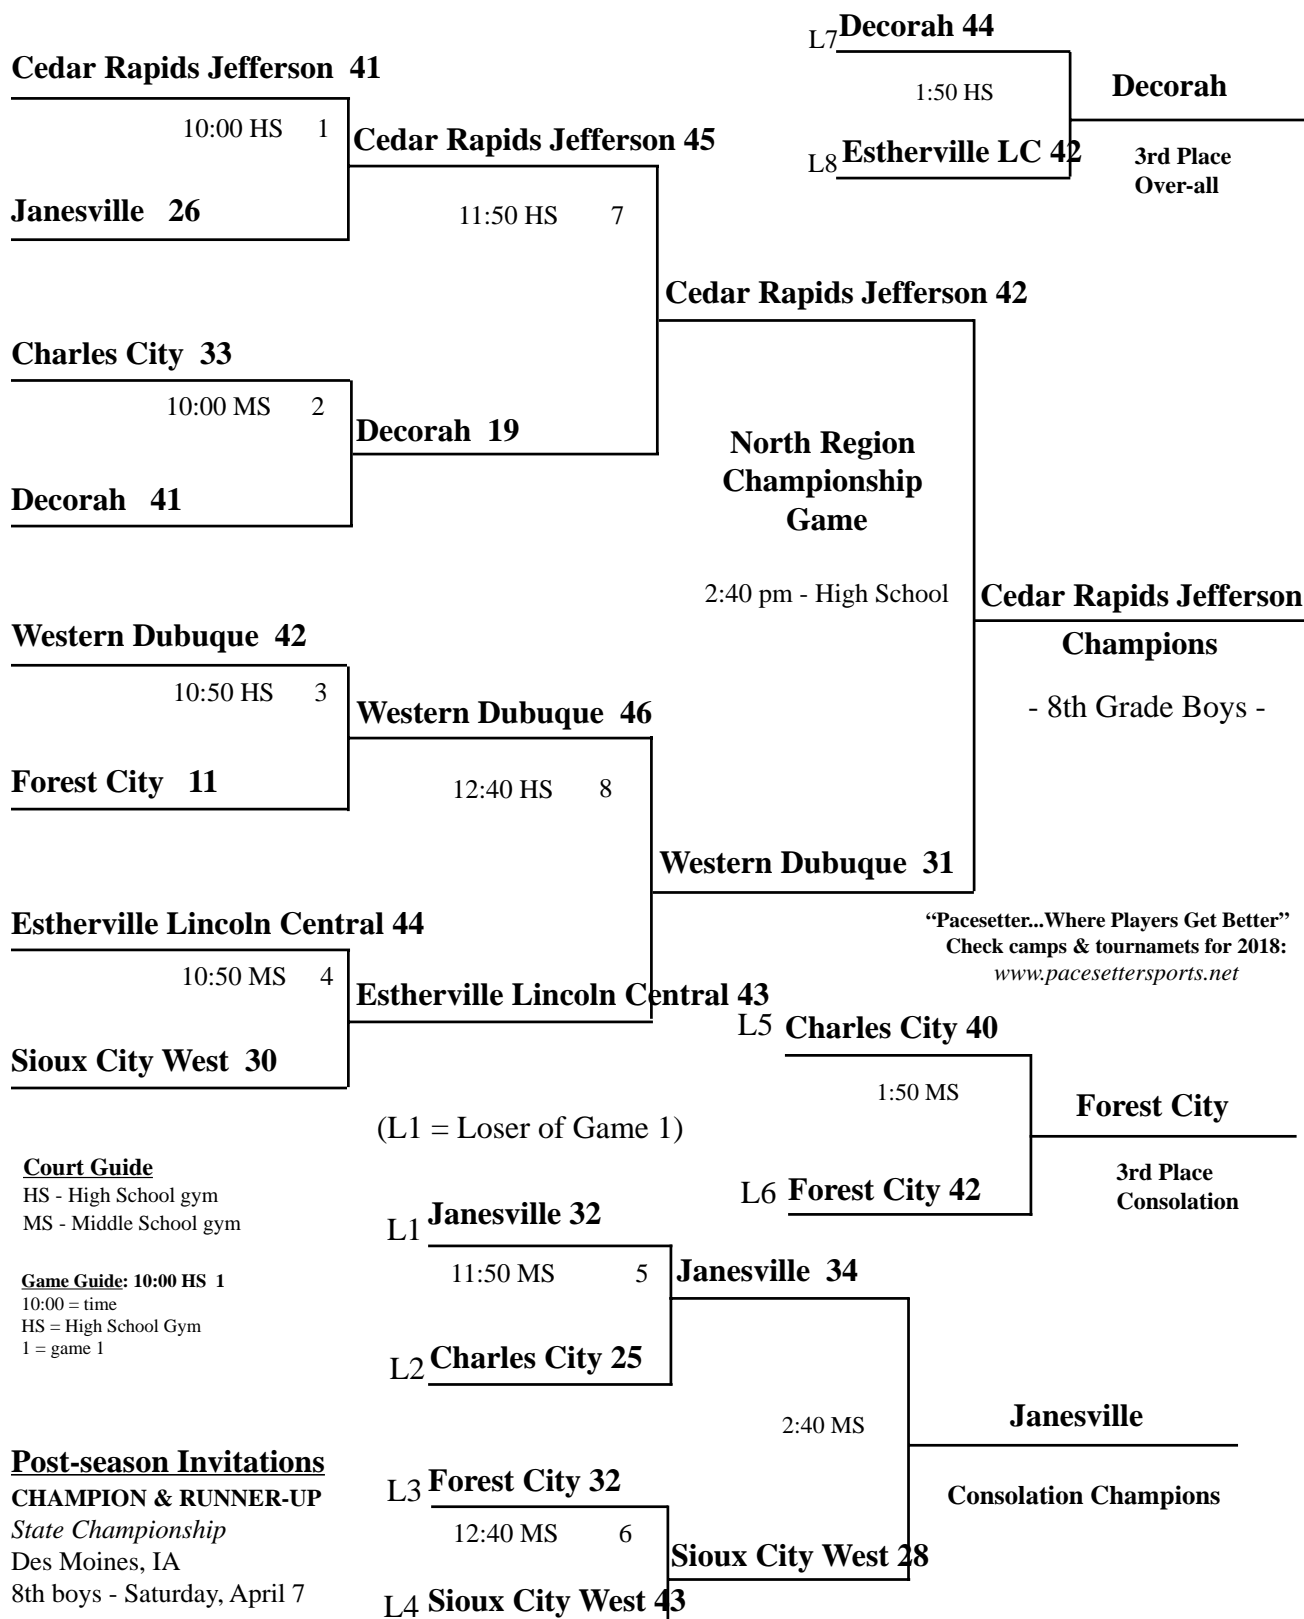 Decorah 44
L7
1:50 HS
Decorah
L8 Estherville LC 42
3rd Place
Over-all
Cedar Rapids Jefferson 41
10:00 HS 1
Janesville 26
Cedar Rapids Jefferson 45
11:50 HS 7
Charles City 33
10:00 MS 2
Decorah 41
Decorah 19
Cedar Rapids Jefferson 42
North Region
Championship
Game
2:40 pm - High School
Cedar Rapids Jefferson
Champions
- 8th Grade Boys -
Western Dubuque 42
10:50 HS 3
Forest City 11
Western Dubuque 46
12:40 HS 8
Western Dubuque 31
Estherville Lincoln Central 44
10:50 MS 4
Sioux City West 30
Estherville Lincoln Central 43
“Pacesetter...Where Players Get Better”
Check camps & tournamets for 2018:
www.pacesettersports.net
L5 Charles City 40
1:50 MS
L6 Forest City 42
Forest City
3rd Place
Consolation
(L1 = Loser of Game 1)
Court Guide
HS - High School gym
MS - Middle School gym
Game Guide: 10:00 HS 1
10:00 = time
HS = High School Gym
1 = game 1
L1 Janesville 32
11:50 MS 5
L2 Charles City 25
Janesville 34
2:40 MS
Janesville
Consolation Champions
L3 Forest City 32
12:40 MS 6
L4 Sioux City West 43
Sioux City West 28
Post-season Invitations
CHAMPION & RUNNER-UP
State Championship
Des Moines, IA
8th boys - Saturday, April 7